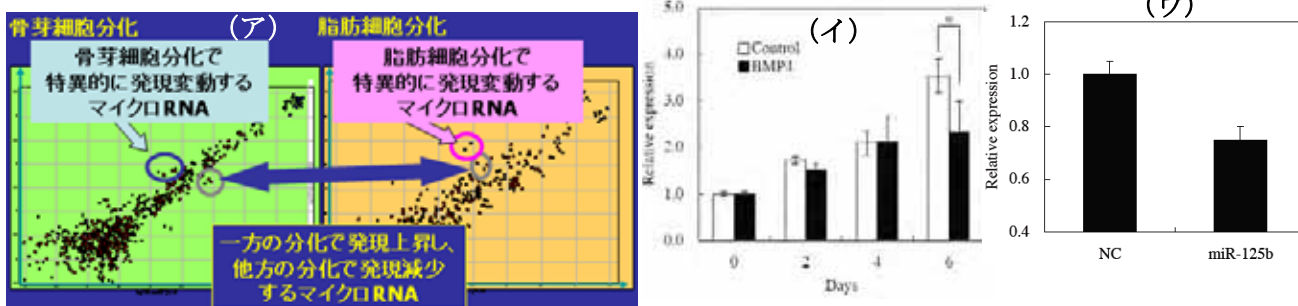 骨芽細胞分化
(ア)
脂肪細胞分化
骨芽細胞分化で
特異的に発現変動する
マイクロRNA
脂肪細胞分化で
特異的に発現変動する
マイクロRNA
一方の分化で発現上昇し、
他方の分化で発現減少
するマイクロRNA
(イ)
Control
BMP4
*
Relative expression
5.0
4.0
3.0
2.0
1.0
0.0
0
2
4
6
Days
(ウ)
Relative expression
1.2
1.0
0.8
0.6
0.4
NC
miR-125b